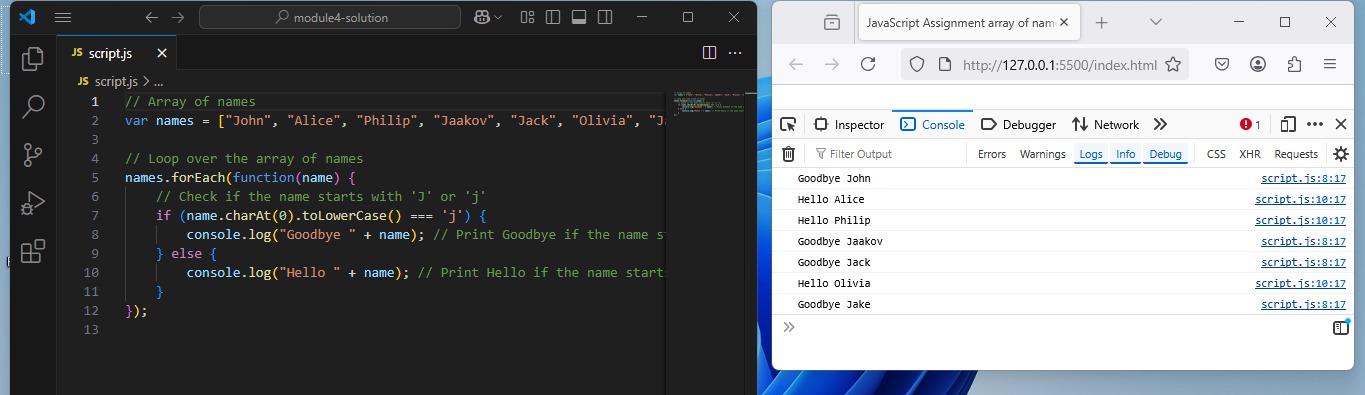 module4-solution
JS script.js
JS script.js > ...
1 // Array of names
2 var names = ["John", "Alice", "Philip", "Jaakov", "Jack", "Olivia", "Ja
3
4 // Loop over the array of names
5 names.forEach(function(name) {
6 // Check if the name starts with 'J' or 'j'
7 if (name.charAt(0).toLowerCase() === 'j') {
8 console.log("Goodbye " + name); // Print Goodbye if the name st
9 } else {
10 console.log("Hello " + name); // Print Hello if the name start
11 }
12 });
13
JavaScript Assignment array of nam
http://127.0.0.1:5500/index.html
Inspector Console Debugger Network 1
Filter Output Errors Warnings Logs Info Debug CSS XHR Requests
Goodbye John script.js:8:17
Hello Alice script.js:10:17
Hello Philip script.js:10:17
Goodbye Jaakov script.js:8:17
Goodbye Jack script.js:8:17
Hello Olivia script.js:10:17
Goodbye Jake script.js:8:17